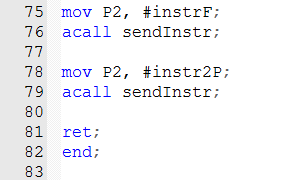 75 mov P2, #instrF;
76 acall sendInstr;
77
78 mov P2, #instr2P;
79 acall sendInstr;
80
81 ret;
82 end;
83